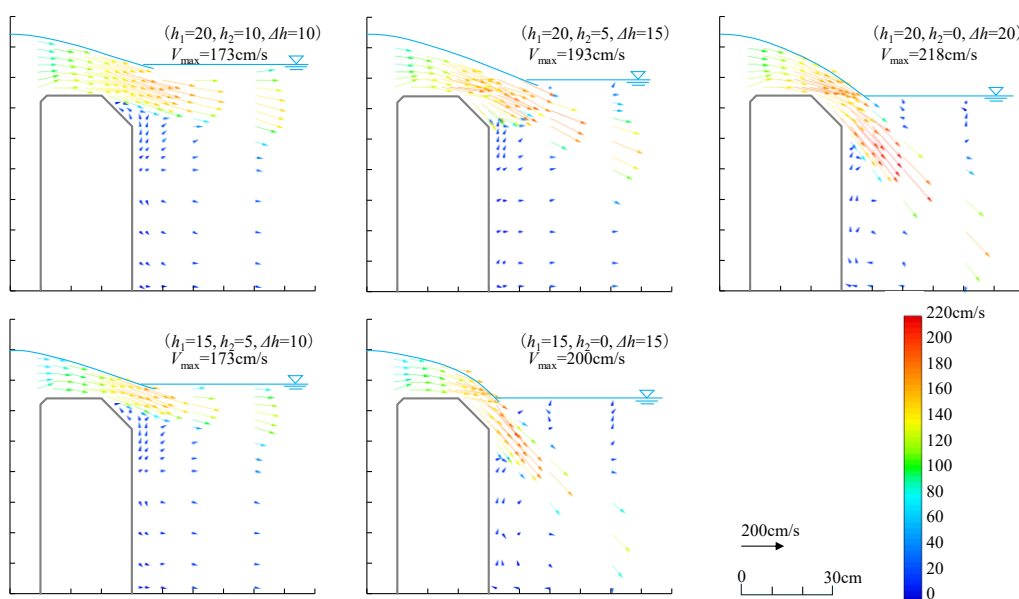 (h₁=20, h₂=10, Δh=10)
Vmax=173cm/s
(h₁=20, h₂=5, Δh=15)
Vmax=193cm/s
(h₁=20, h₂=0, Δh=20)
Vmax=218cm/s
(h₁=15, h₂=5, Δh=10)
Vmax=173cm/s
(h₁=15, h₂=0, Δh=15)
Vmax=200cm/s
220cm/s
200
180
160
140
120
100
80
60
40
20
0
200cm/s
0 30cm